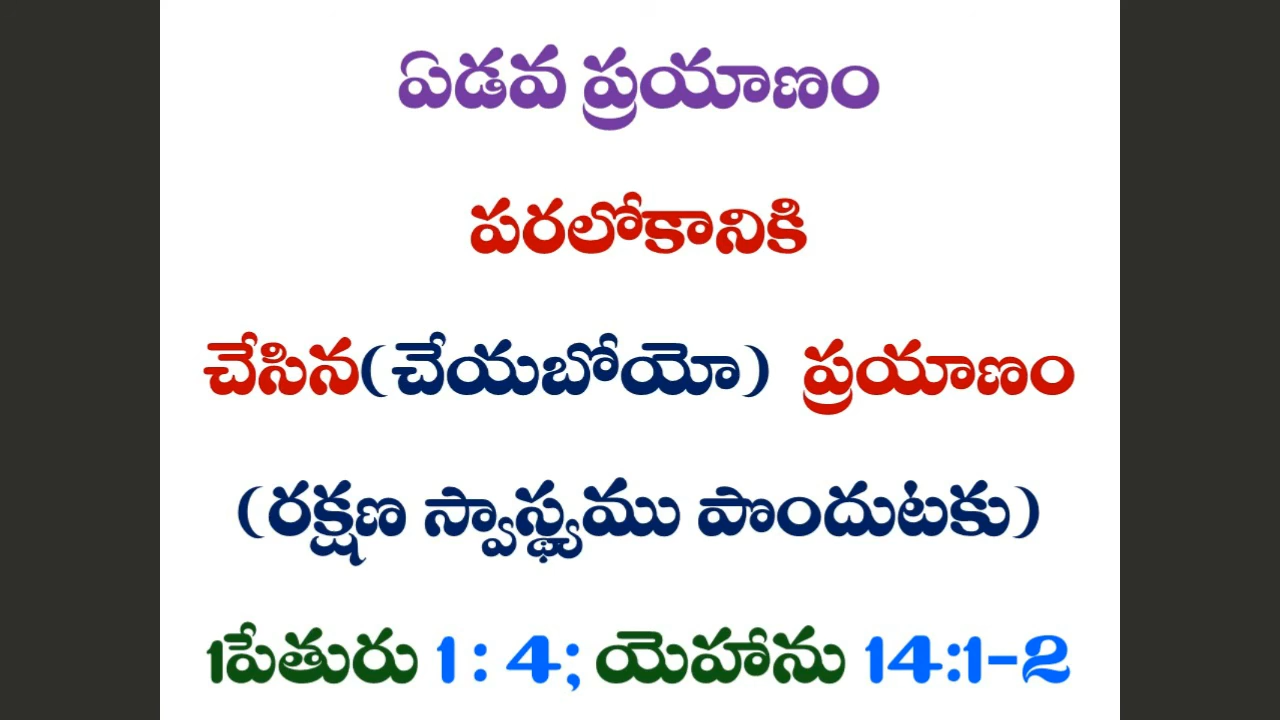 ఏడవ ప్రయాణం
పరలోకానికి
చేసిన(చేయబోయో) ప్రయాణం
(రక్షణ స్వాస్థ్యము పొందుటకు)
1పేతురు 1 : 4; యెహాను 14:1-2